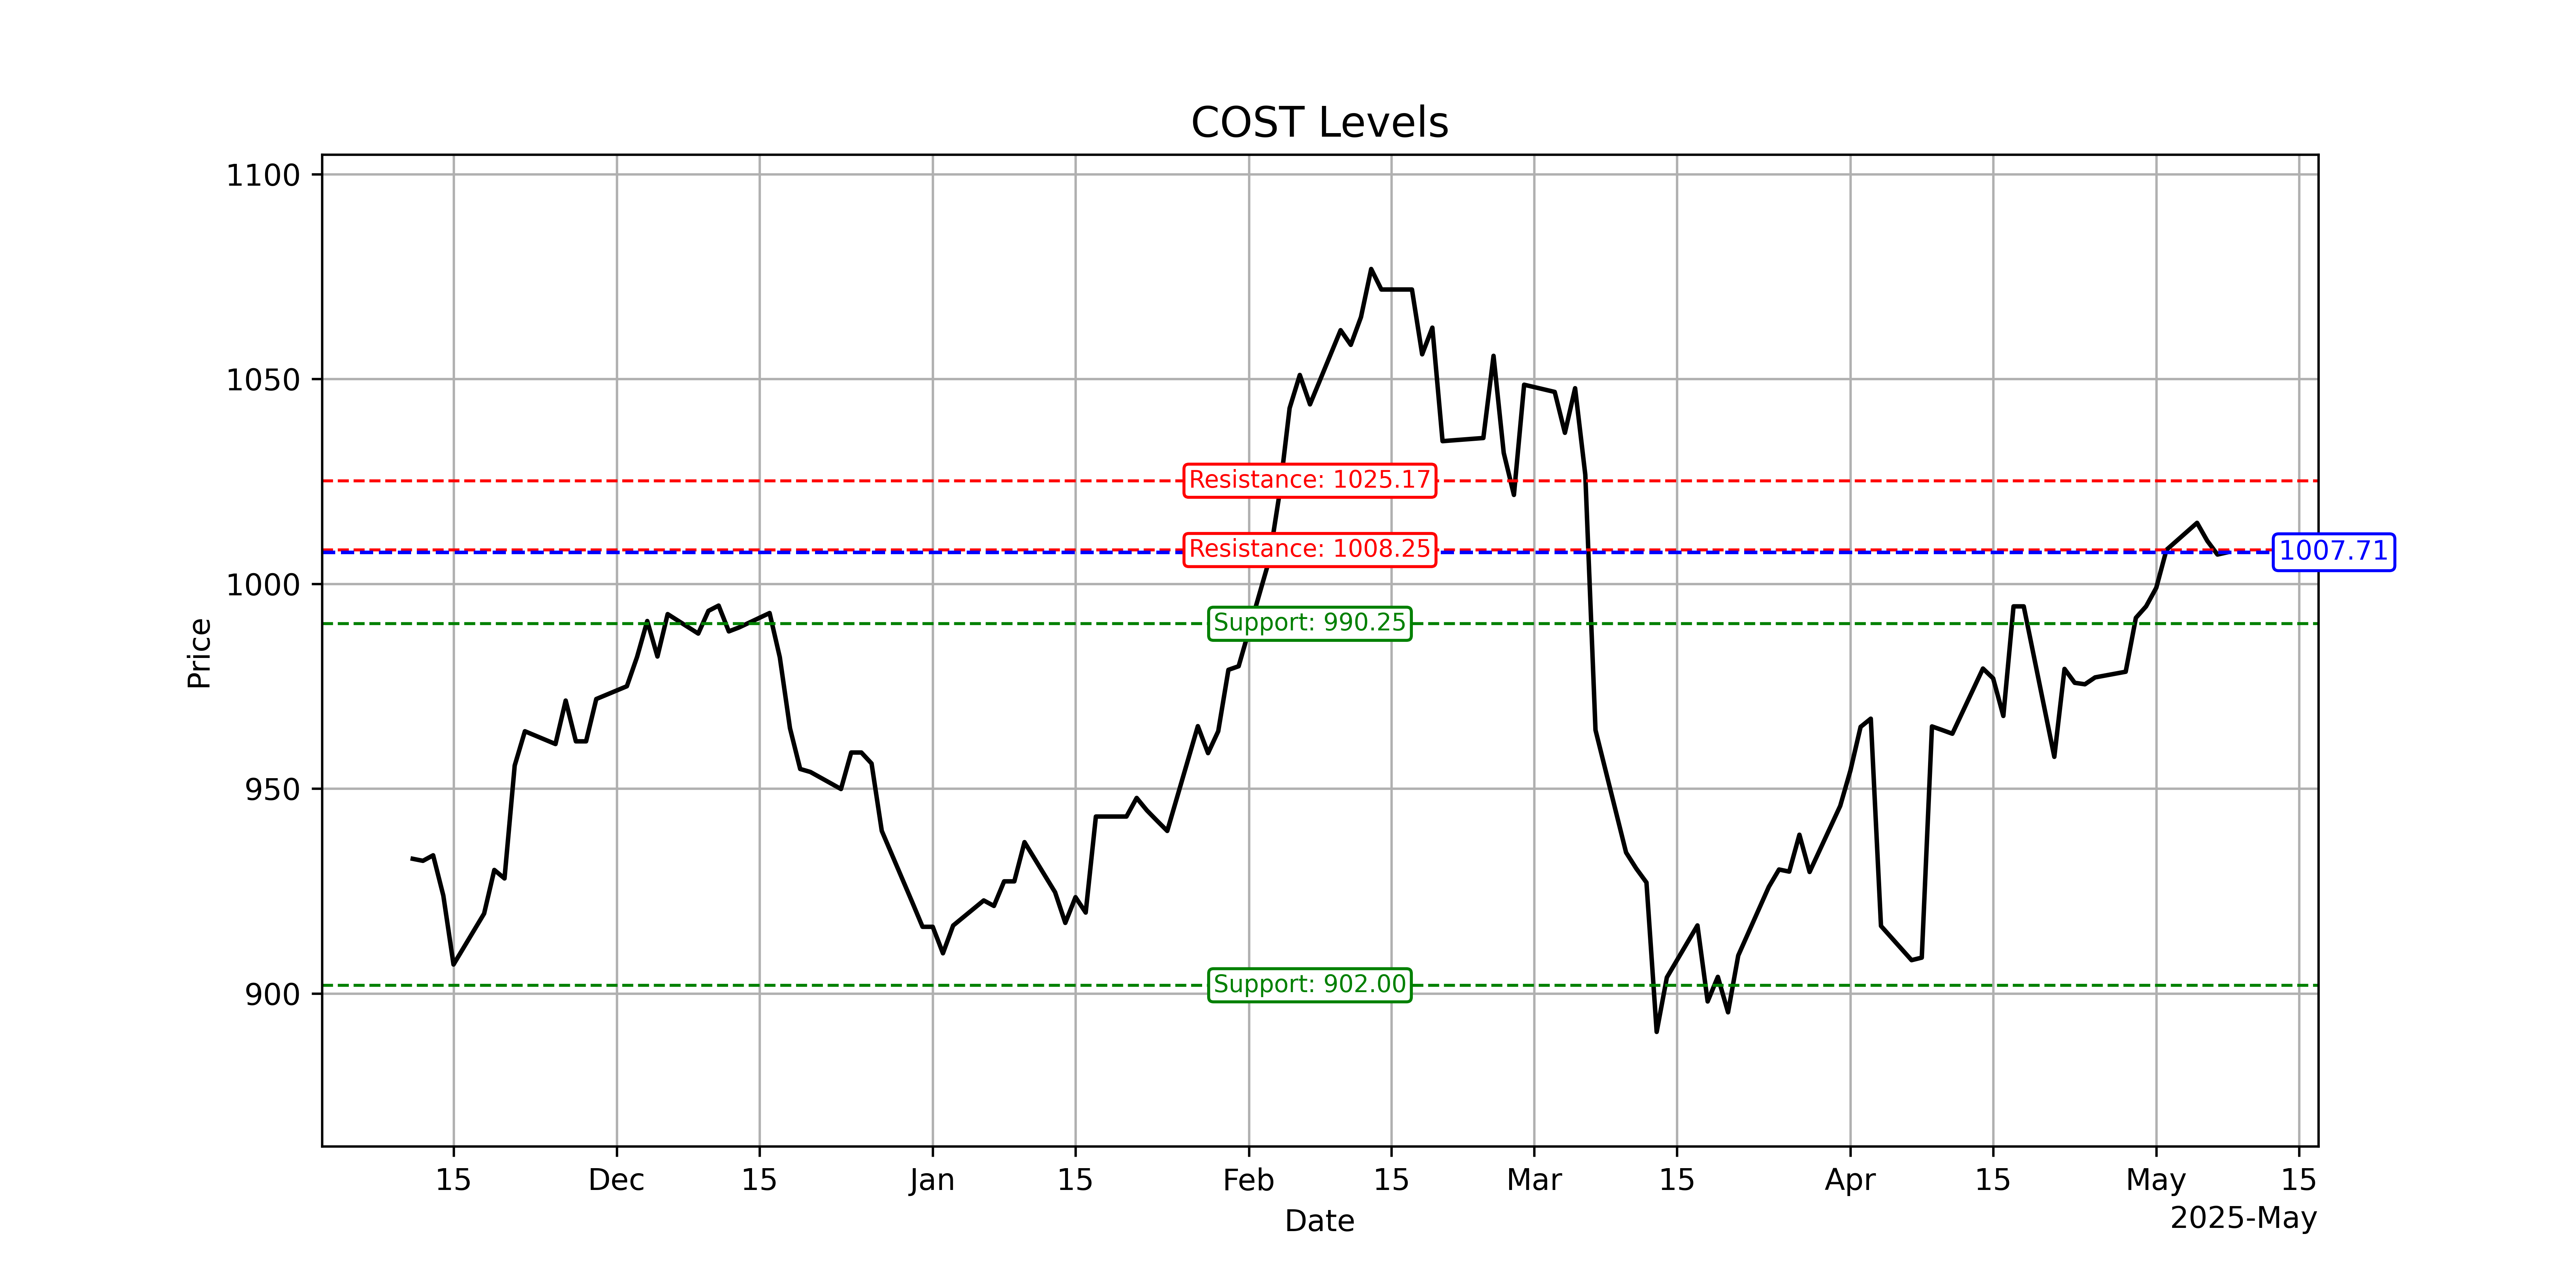 COST Levels
1100
1050
1000
950
900
Price
Resistance: 1025.17
Resistance: 1008.25
1007.71
Support: 990.25
Support: 902.00
15 Dec 15 Jan 15 Feb 15 Mar 15 Apr 15 May 15
Date
2025-May